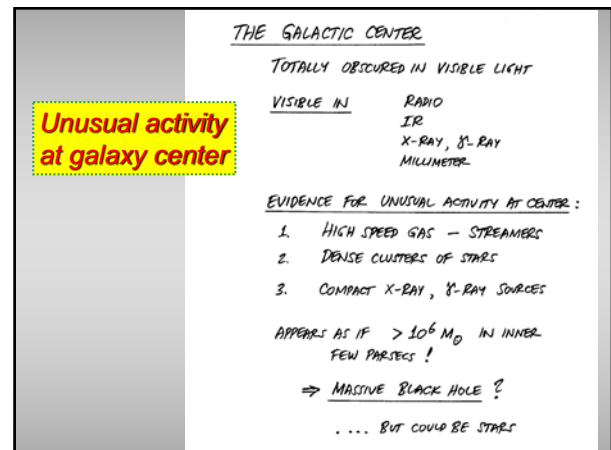 THE GALACTIC CENTER
TOTALLY OBSCURED IN VISIBLE LIGHT
VISIBLE IN RADIO
IR
X-RAY, γ-RAY
MILLIMETER
Unusual activity
at galaxy center
EVIDENCE FOR UNUSUAL ACTIVITY AT CENTER:
1. HIGH SPEED GAS — STREAMERS
2. DENSE CLUSTERS OF STARS
3. COMPACT X-RAY, γ-RAY SOURCES
APPEARS AS IF > 10⁶ M⊙ IN INNER
FEW PARSECS!
⇒ MASSIVE BLACK HOLE?
.... BUT COULD BE STARS